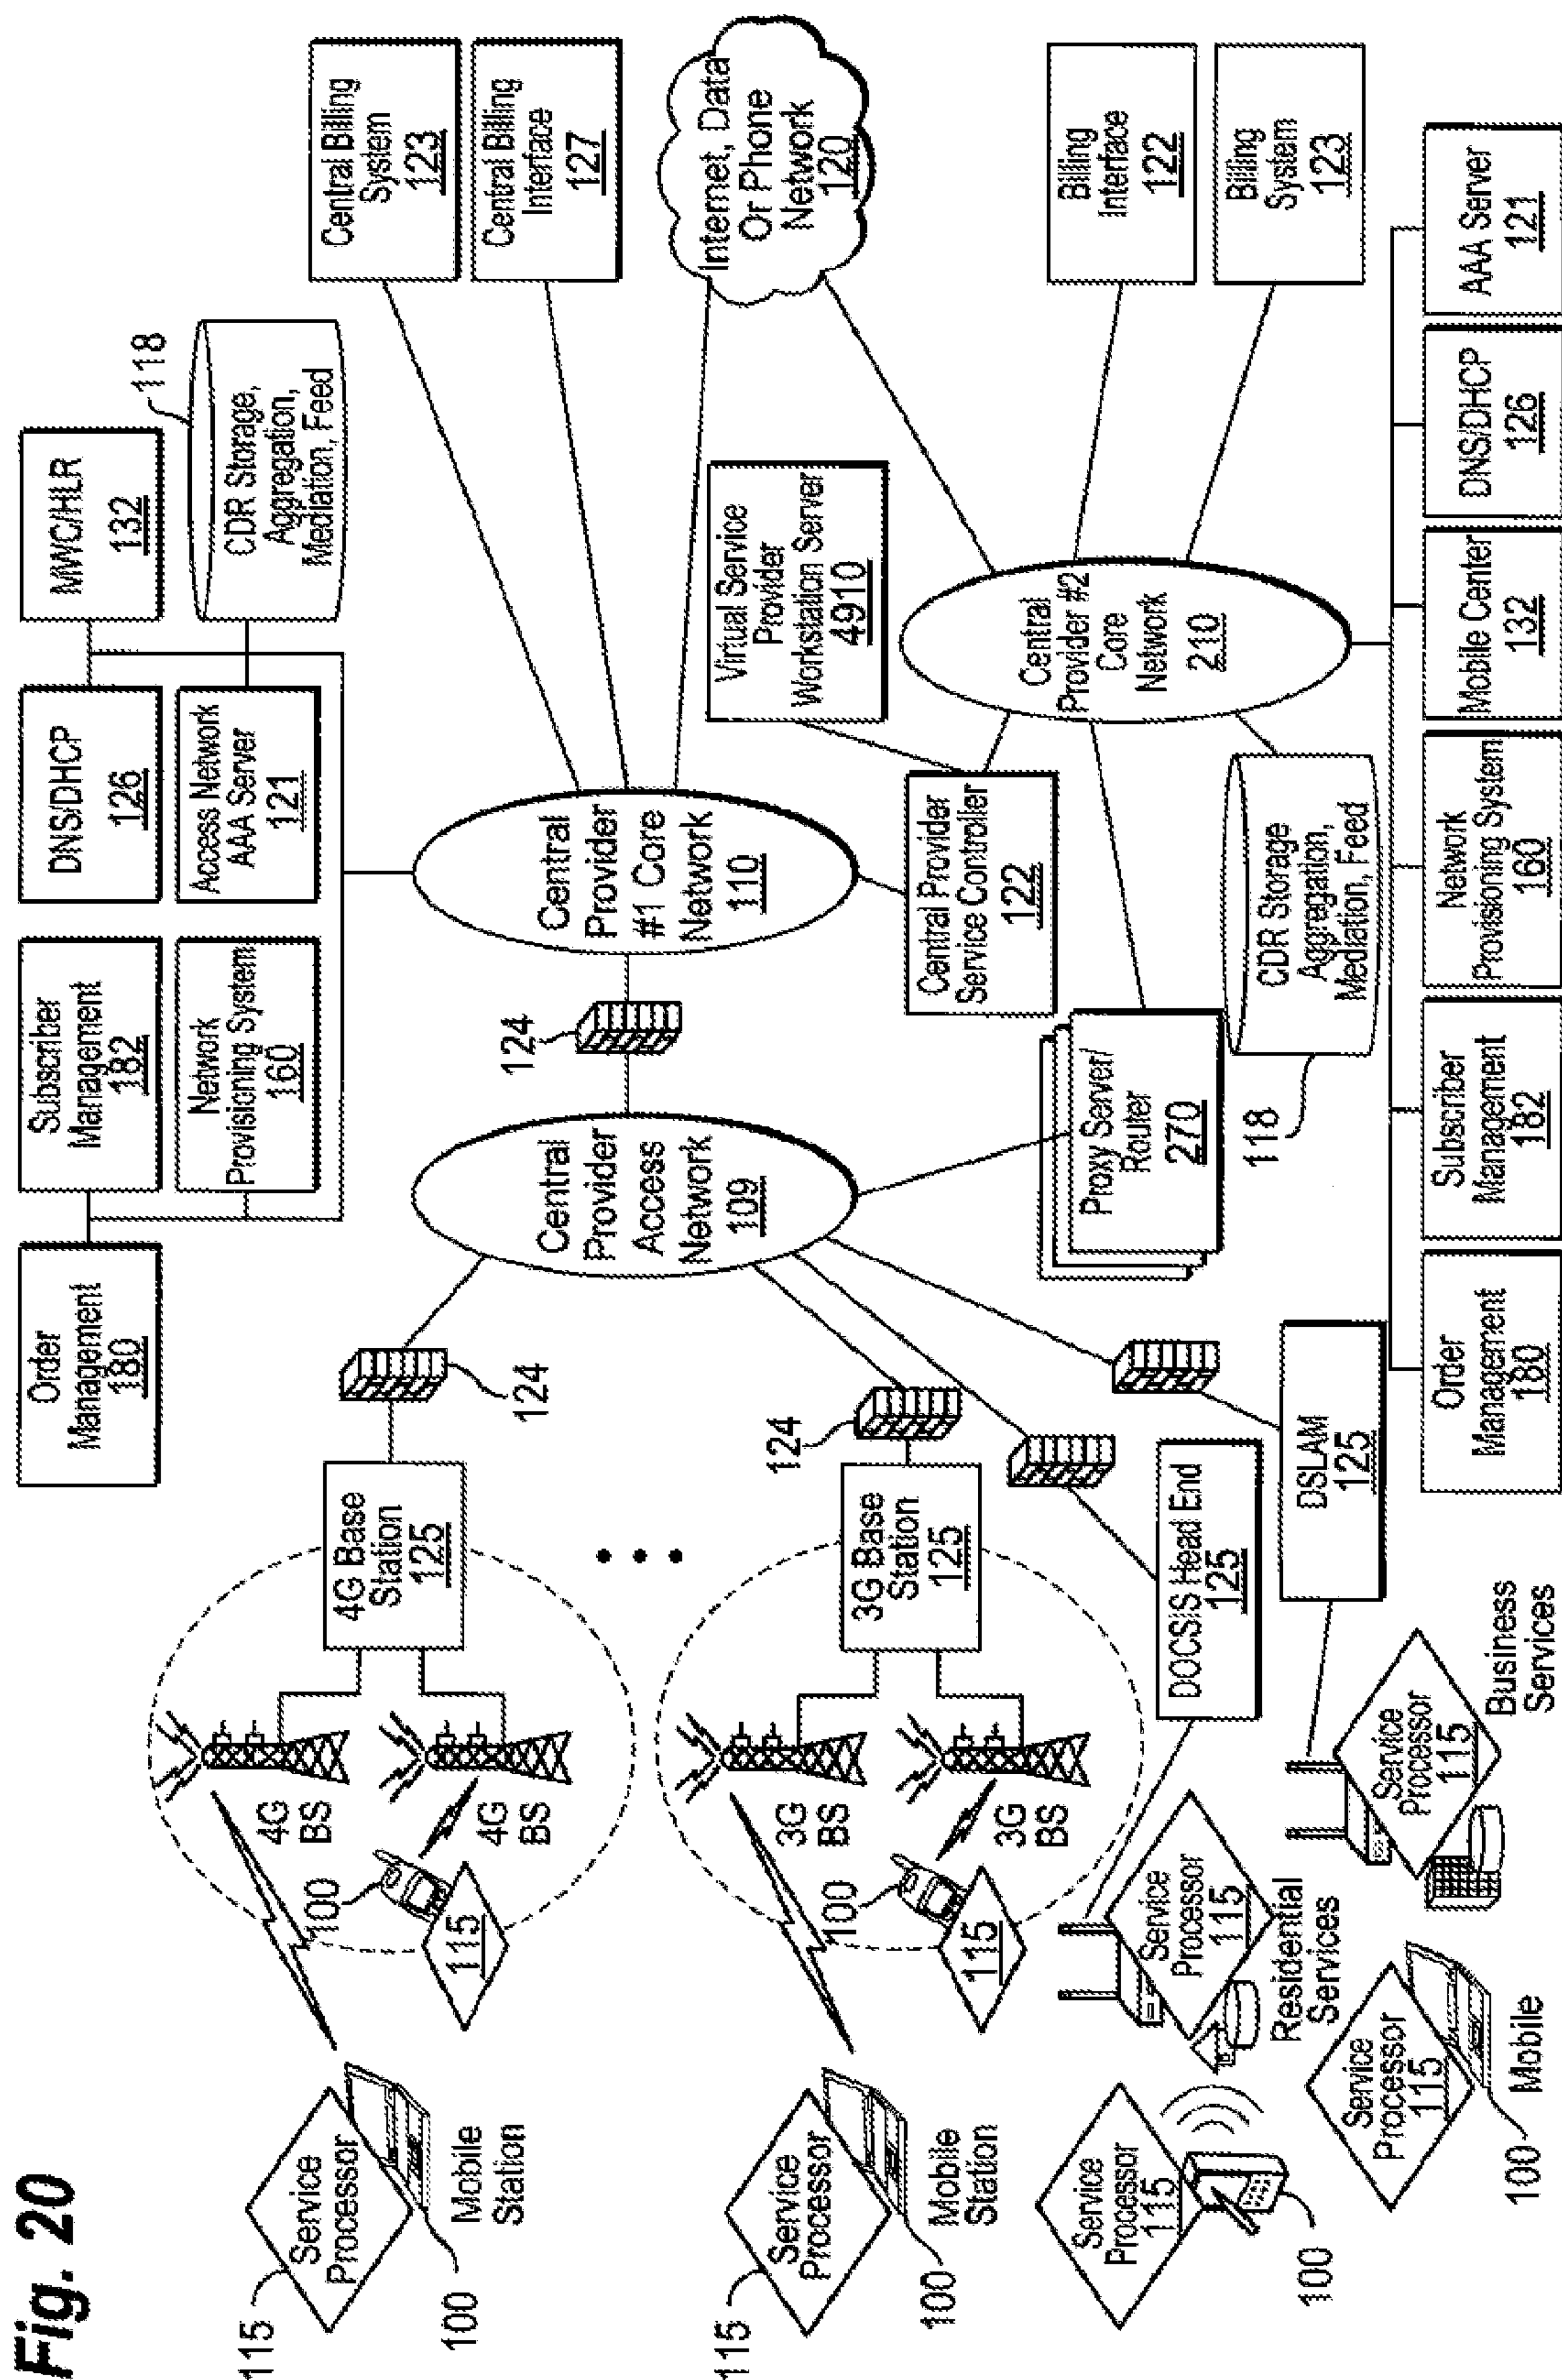 Fig. 20
Order
Management
180
Subscriber
Management
182
Network
Provisioning System
160
DNS/DHCP
126
Access Network
AAA Server
121
MWC/HLR
132
118
CDR Storage,
Aggregation,
Mediation, Feed
Central Billing
System
123
Central Billing
Interface
127
Internet, Data
Or Phone
Network
120
Billing
Interface
122
Billing
System
123
Virtual Service
Provider
Workstation Server
4910
Central
Provider
#1 Core
Network
110
Central
Provider #2
Core
Network
210
Central Provider
Service Controller
122
124
Central
Provider
Access
Network
109
Proxy Server/
Router
270
118
CDR Storage
Aggregation,
Mediation, Feed
124
124
4G Base
Station
125
4G
BS
4G
BS
100
115
115
Service
Processor
Mobile
Station
100
3G Base
Station
125
3G
BS
3G
BS
100
115
115
Service
Processor
Mobile
Station
100
DOCSIS Head End
125
DSLAM
125
Service
Processor
115
Residential
Services
Service
Processor
115
Business
Services
Service
Processor
115
100
Service
Processor
115
100
Mobile
Order
Management
180
Subscriber
Management
182
Network
Provisioning System
160
Mobile Center
132
DNS/DHCP
126
AAA Server
121